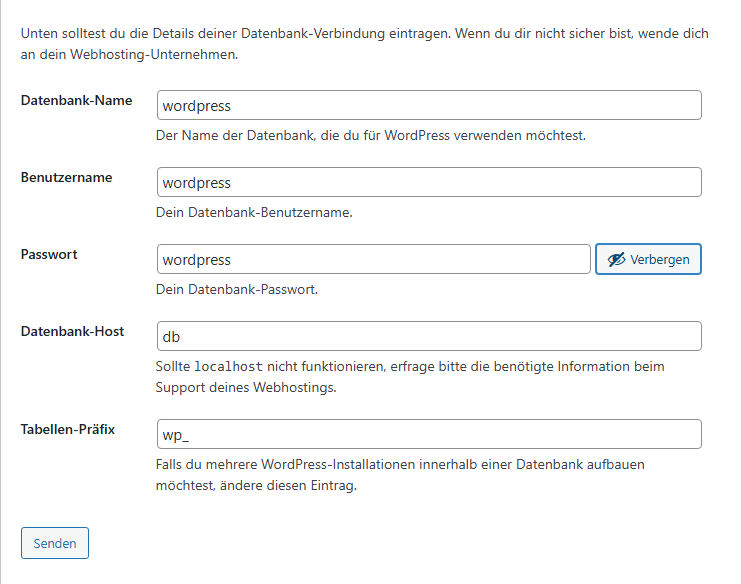 Unten solltest du die Details deiner Datenbank-Verbindung eintragen. Wenn du dir nicht sicher bist, wende dich
an dein Webhosting-Unternehmen.
Datenbank-Name
wordpress
Der Name der Datenbank, die du für WordPress verwenden möchtest.
Benutzername
wordpress
Dein Datenbank-Benutzername.
Passwort
wordpress
Verbergen
Dein Datenbank-Passwort.
Datenbank-Host
db
Sollte localhost nicht funktionieren, erfrage bitte die benötigte Information beim
Support deines Webhostings.
Tabellen-Präfix
wp_
Falls du mehrere WordPress-Installationen innerhalb einer Datenbank aufbauen
möchtest, ändere diesen Eintrag.
Senden